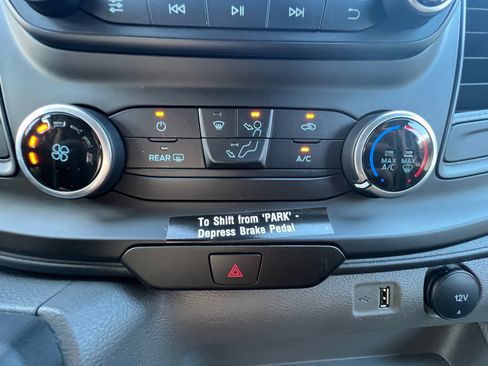 REAR
A/C
MAX
A/C
MAX
To Shift from 'PARK' -
Depress Brake Pedal
12V